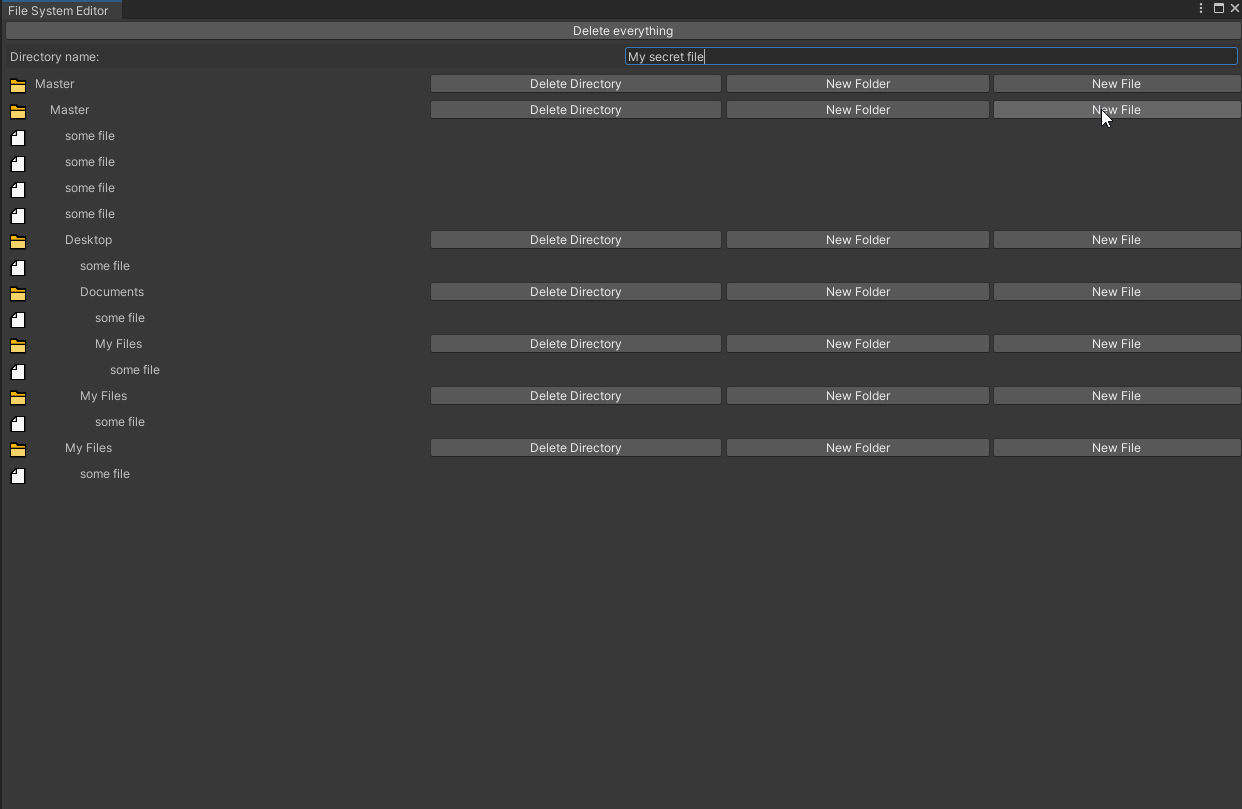 File System Editor
Delete everything
Directory name: My secret file
Master Delete Directory New Folder New File
Master Delete Directory New Folder New File
some file
some file
some file
some file
Desktop Delete Directory New Folder New File
some file
Documents Delete Directory New Folder New File
some file
My Files Delete Directory New Folder New File
some file
My Files Delete Directory New Folder New File
some file
My Files Delete Directory New Folder New File
some file